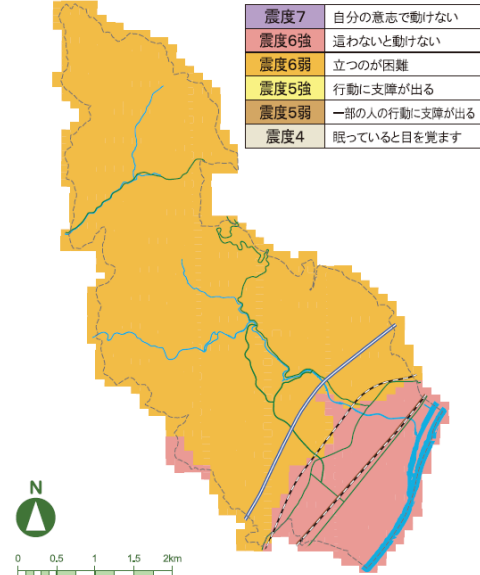 震度7 自分の意志で動けない
震度6強 這わないと動けない
震度6弱 立つのが困難
震度5強 行動に支障が出る
震度5弱 一部の人の行動に支障が出る
震度4 眠っていると目を覚ます
N
0 0.5 1 2km